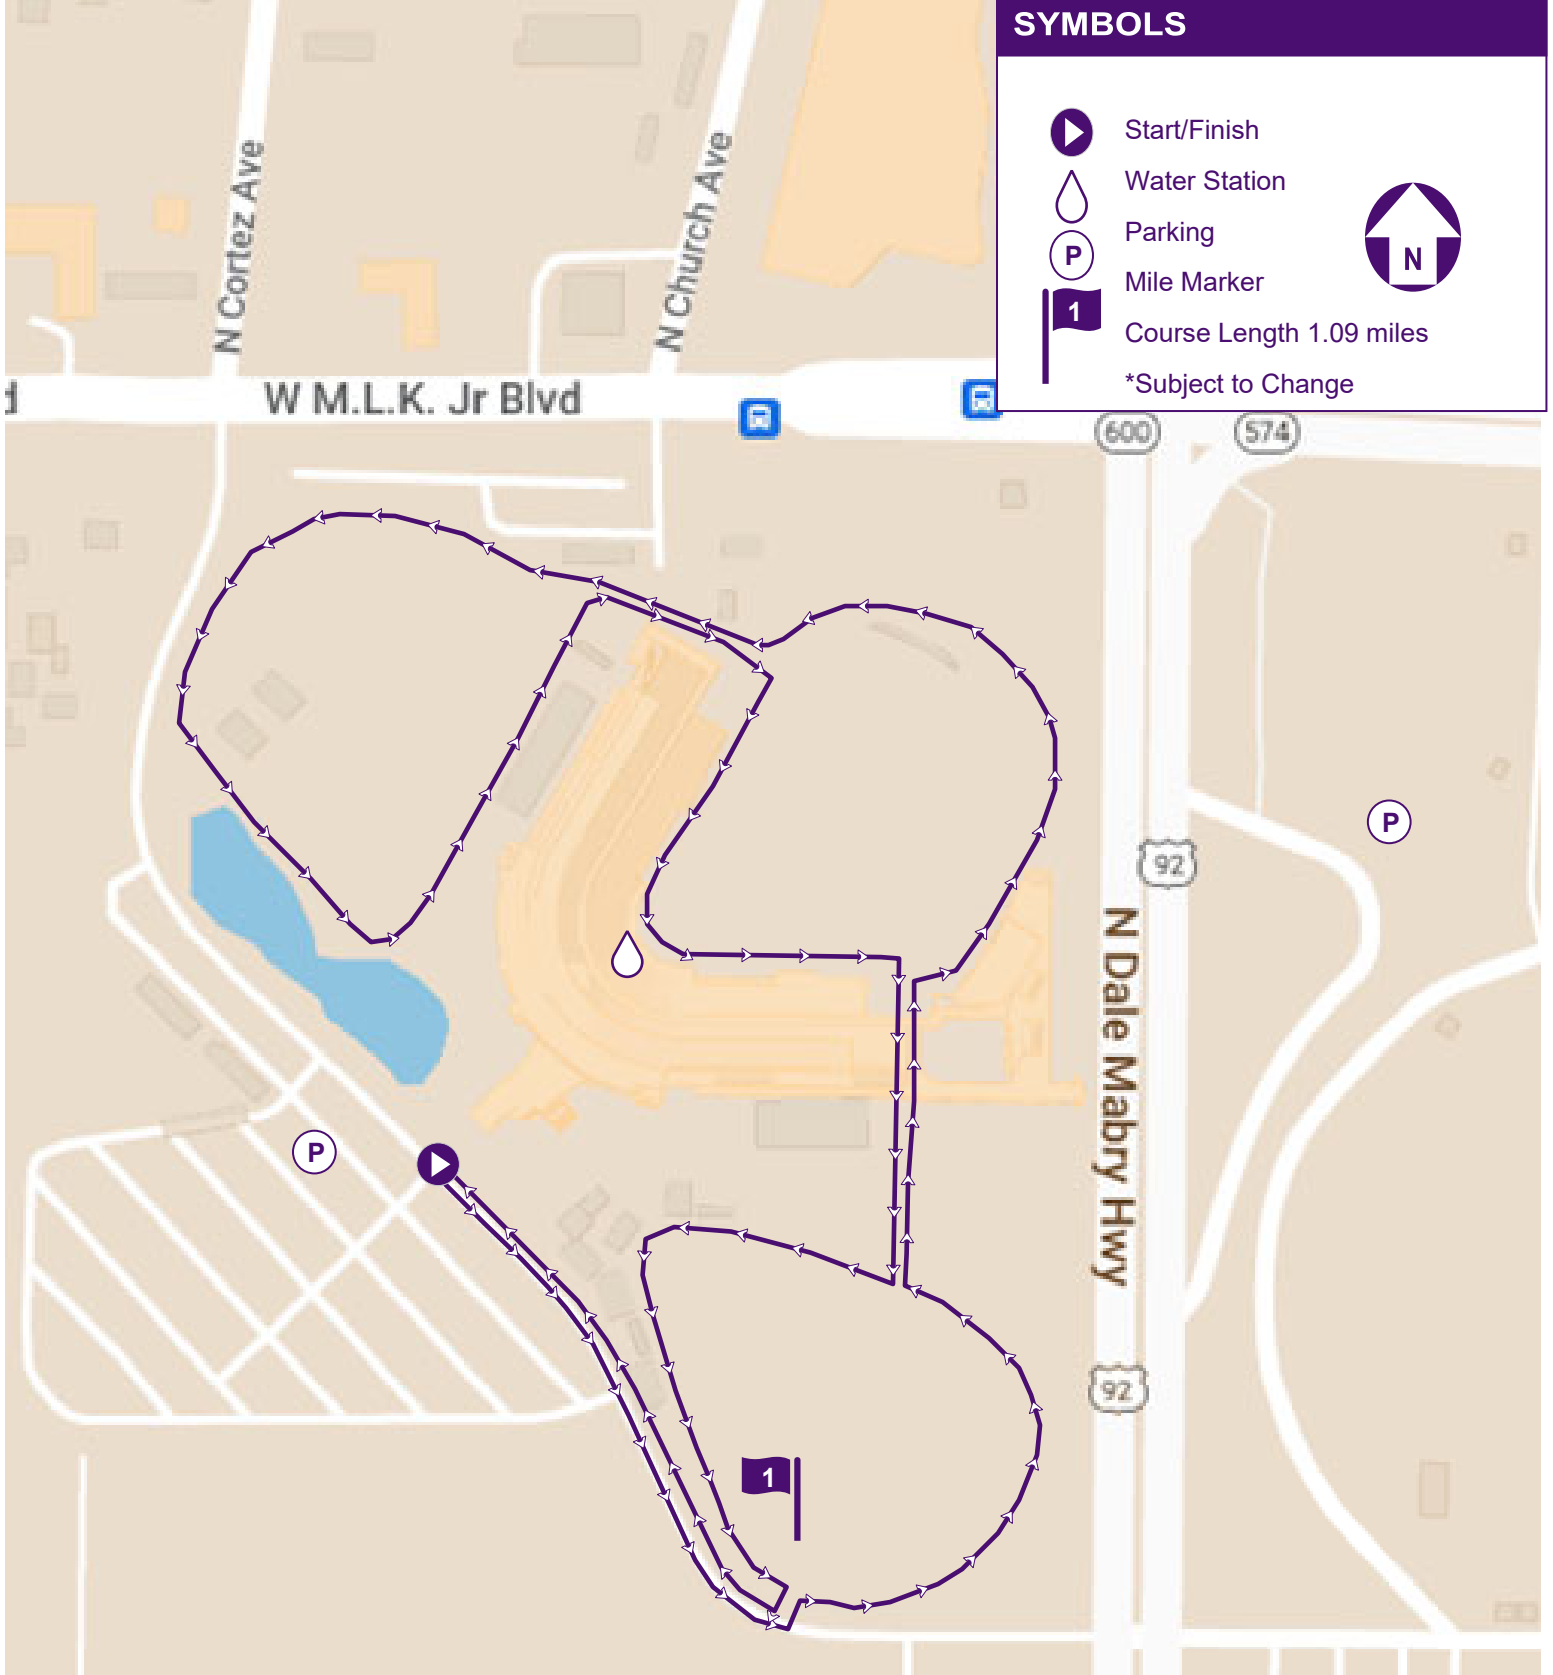 SYMBOLS
Start/Finish
Water Station
P
Parking
Mile Marker
N
1
Course Length 1.09 miles
*Subject to Change
N Cortez Ave
N Church Ave
W M.L.K. Jr Blvd
d
600
574
P
92
N Dale Mabry Hwy
P
92
1